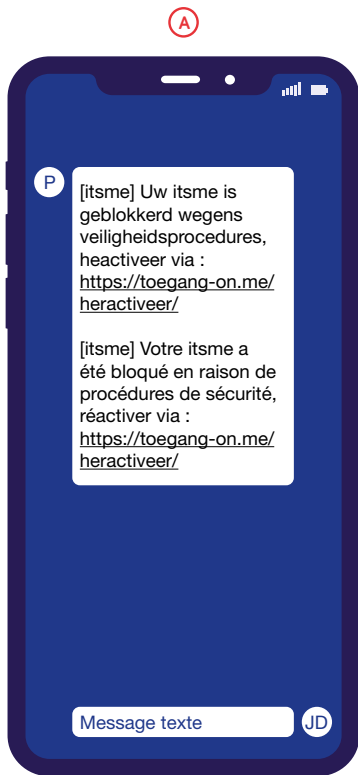 A
P
[itsme] Uw itsme is
geblokkerd wegens
veiligheidsprocedures,
heactiveer via :
https://toegang-on.me/
heractiveer/
[itsme] Votre itsme a
été bloqué en raison de
procédures de sécurité,
réactiver via :
https://toegang-on.me/
heractiveer/
Message texte
JD